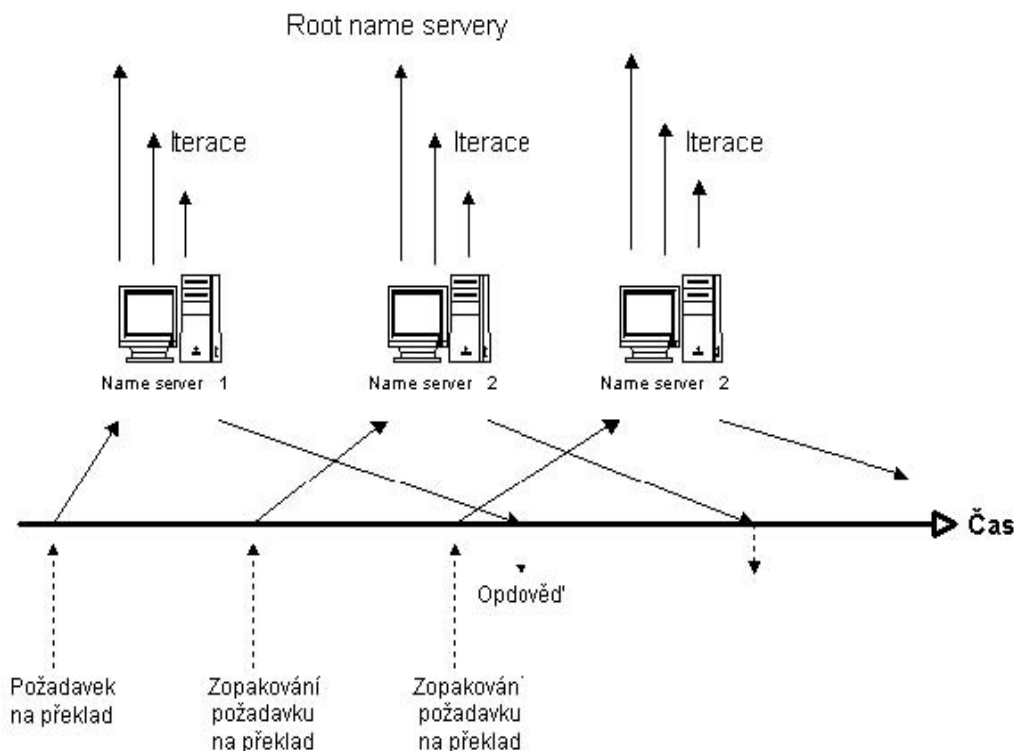 Root name servery
Iterace
Iterace
Iterace
Name server 1
Name server 2
Name server 2
Čas
Opdověď
Požadavek
na překlad
Zopakování
požadavku
na překlad
Zopakování
požadavku
na překlad